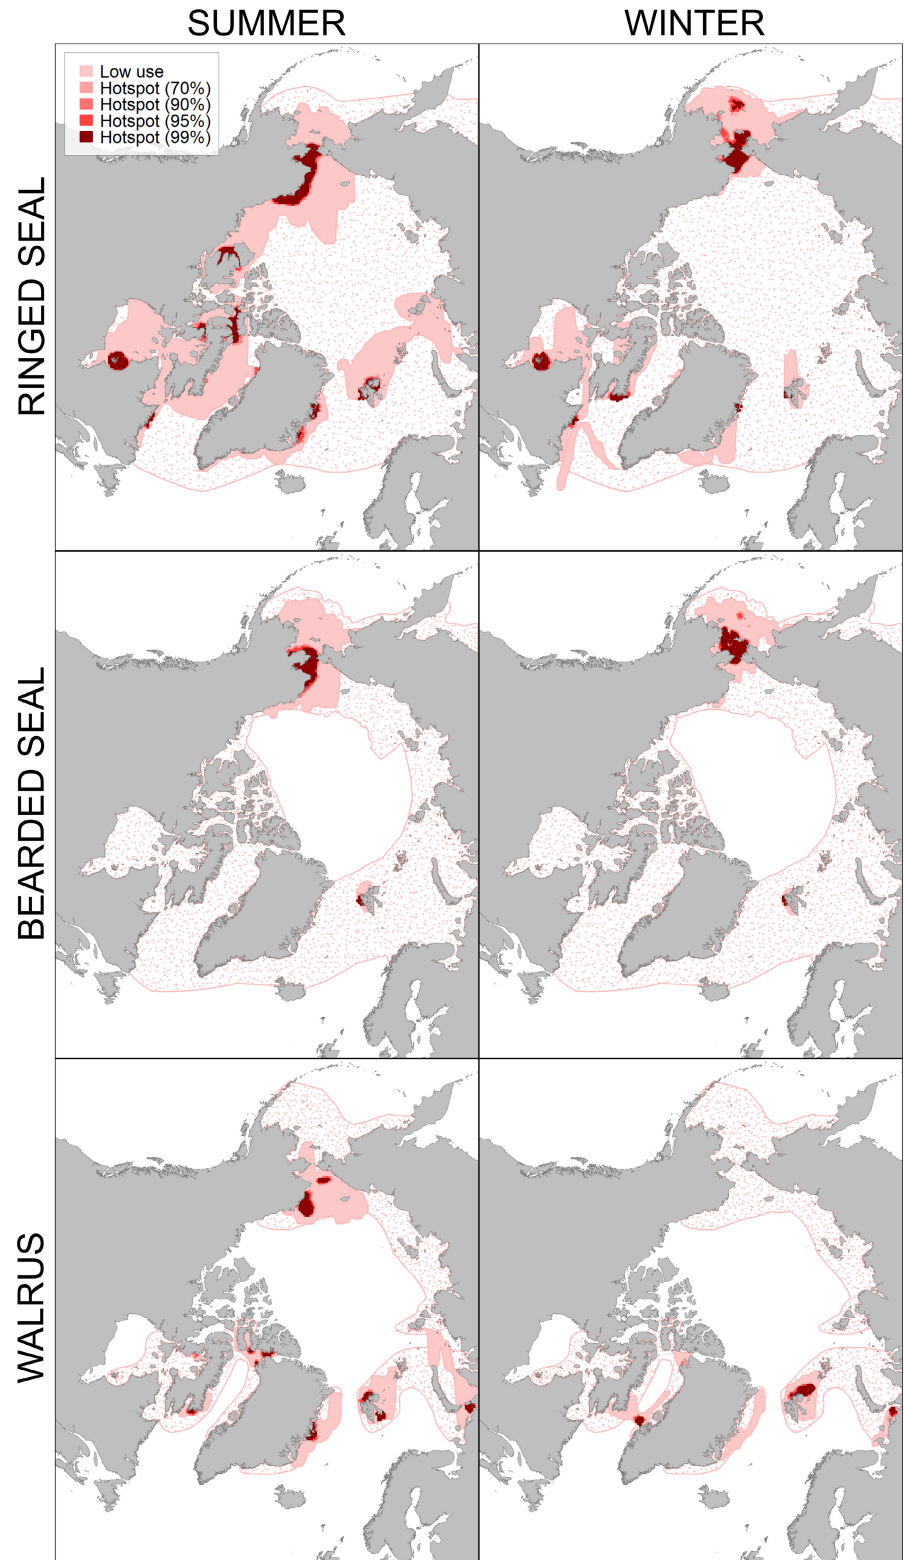 SUMMER
WINTER
Low use
Hotspot (70%)
Hotspot (90%)
Hotspot (95%)
Hotspot (99%)
RINGED SEAL
BEARDED SEAL
WALRUS